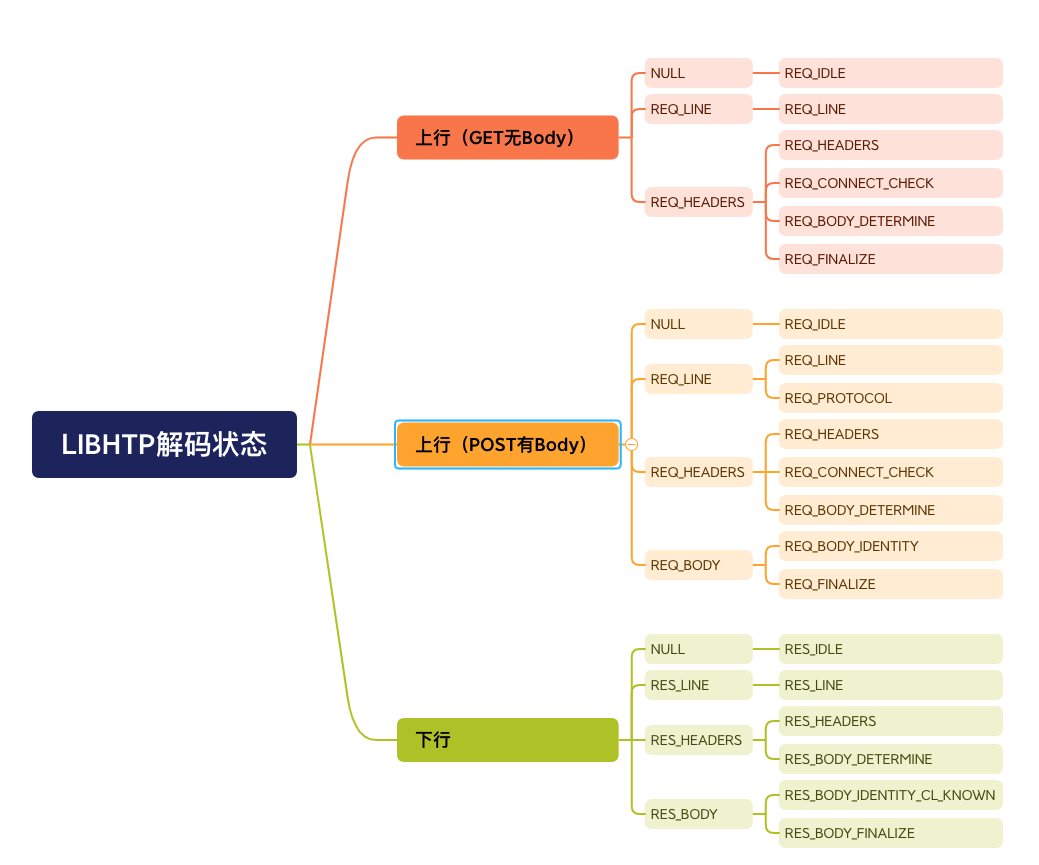 LIBHTP解码状态
上行（GET无Body）
NULL
REQ_IDLE
REQ_LINE
REQ_LINE
REQ_HEADERS
REQ_HEADERS
REQ_CONNECT_CHECK
REQ_BODY_DETERMINE
REQ_FINALIZE
上行（POST有Body）
NULL
REQ_IDLE
REQ_LINE
REQ_LINE
REQ_PROTOCOL
REQ_HEADERS
REQ_HEADERS
REQ_CONNECT_CHECK
REQ_BODY_DETERMINE
REQ_BODY
REQ_BODY_IDENTITY
REQ_FINALIZE
下行
NULL
RES_IDLE
RES_LINE
RES_LINE
RES_HEADERS
RES_HEADERS
RES_BODY_DETERMINE
RES_BODY
RES_BODY_IDENTITY_CL_KNOWN
RES_BODY_FINALIZE